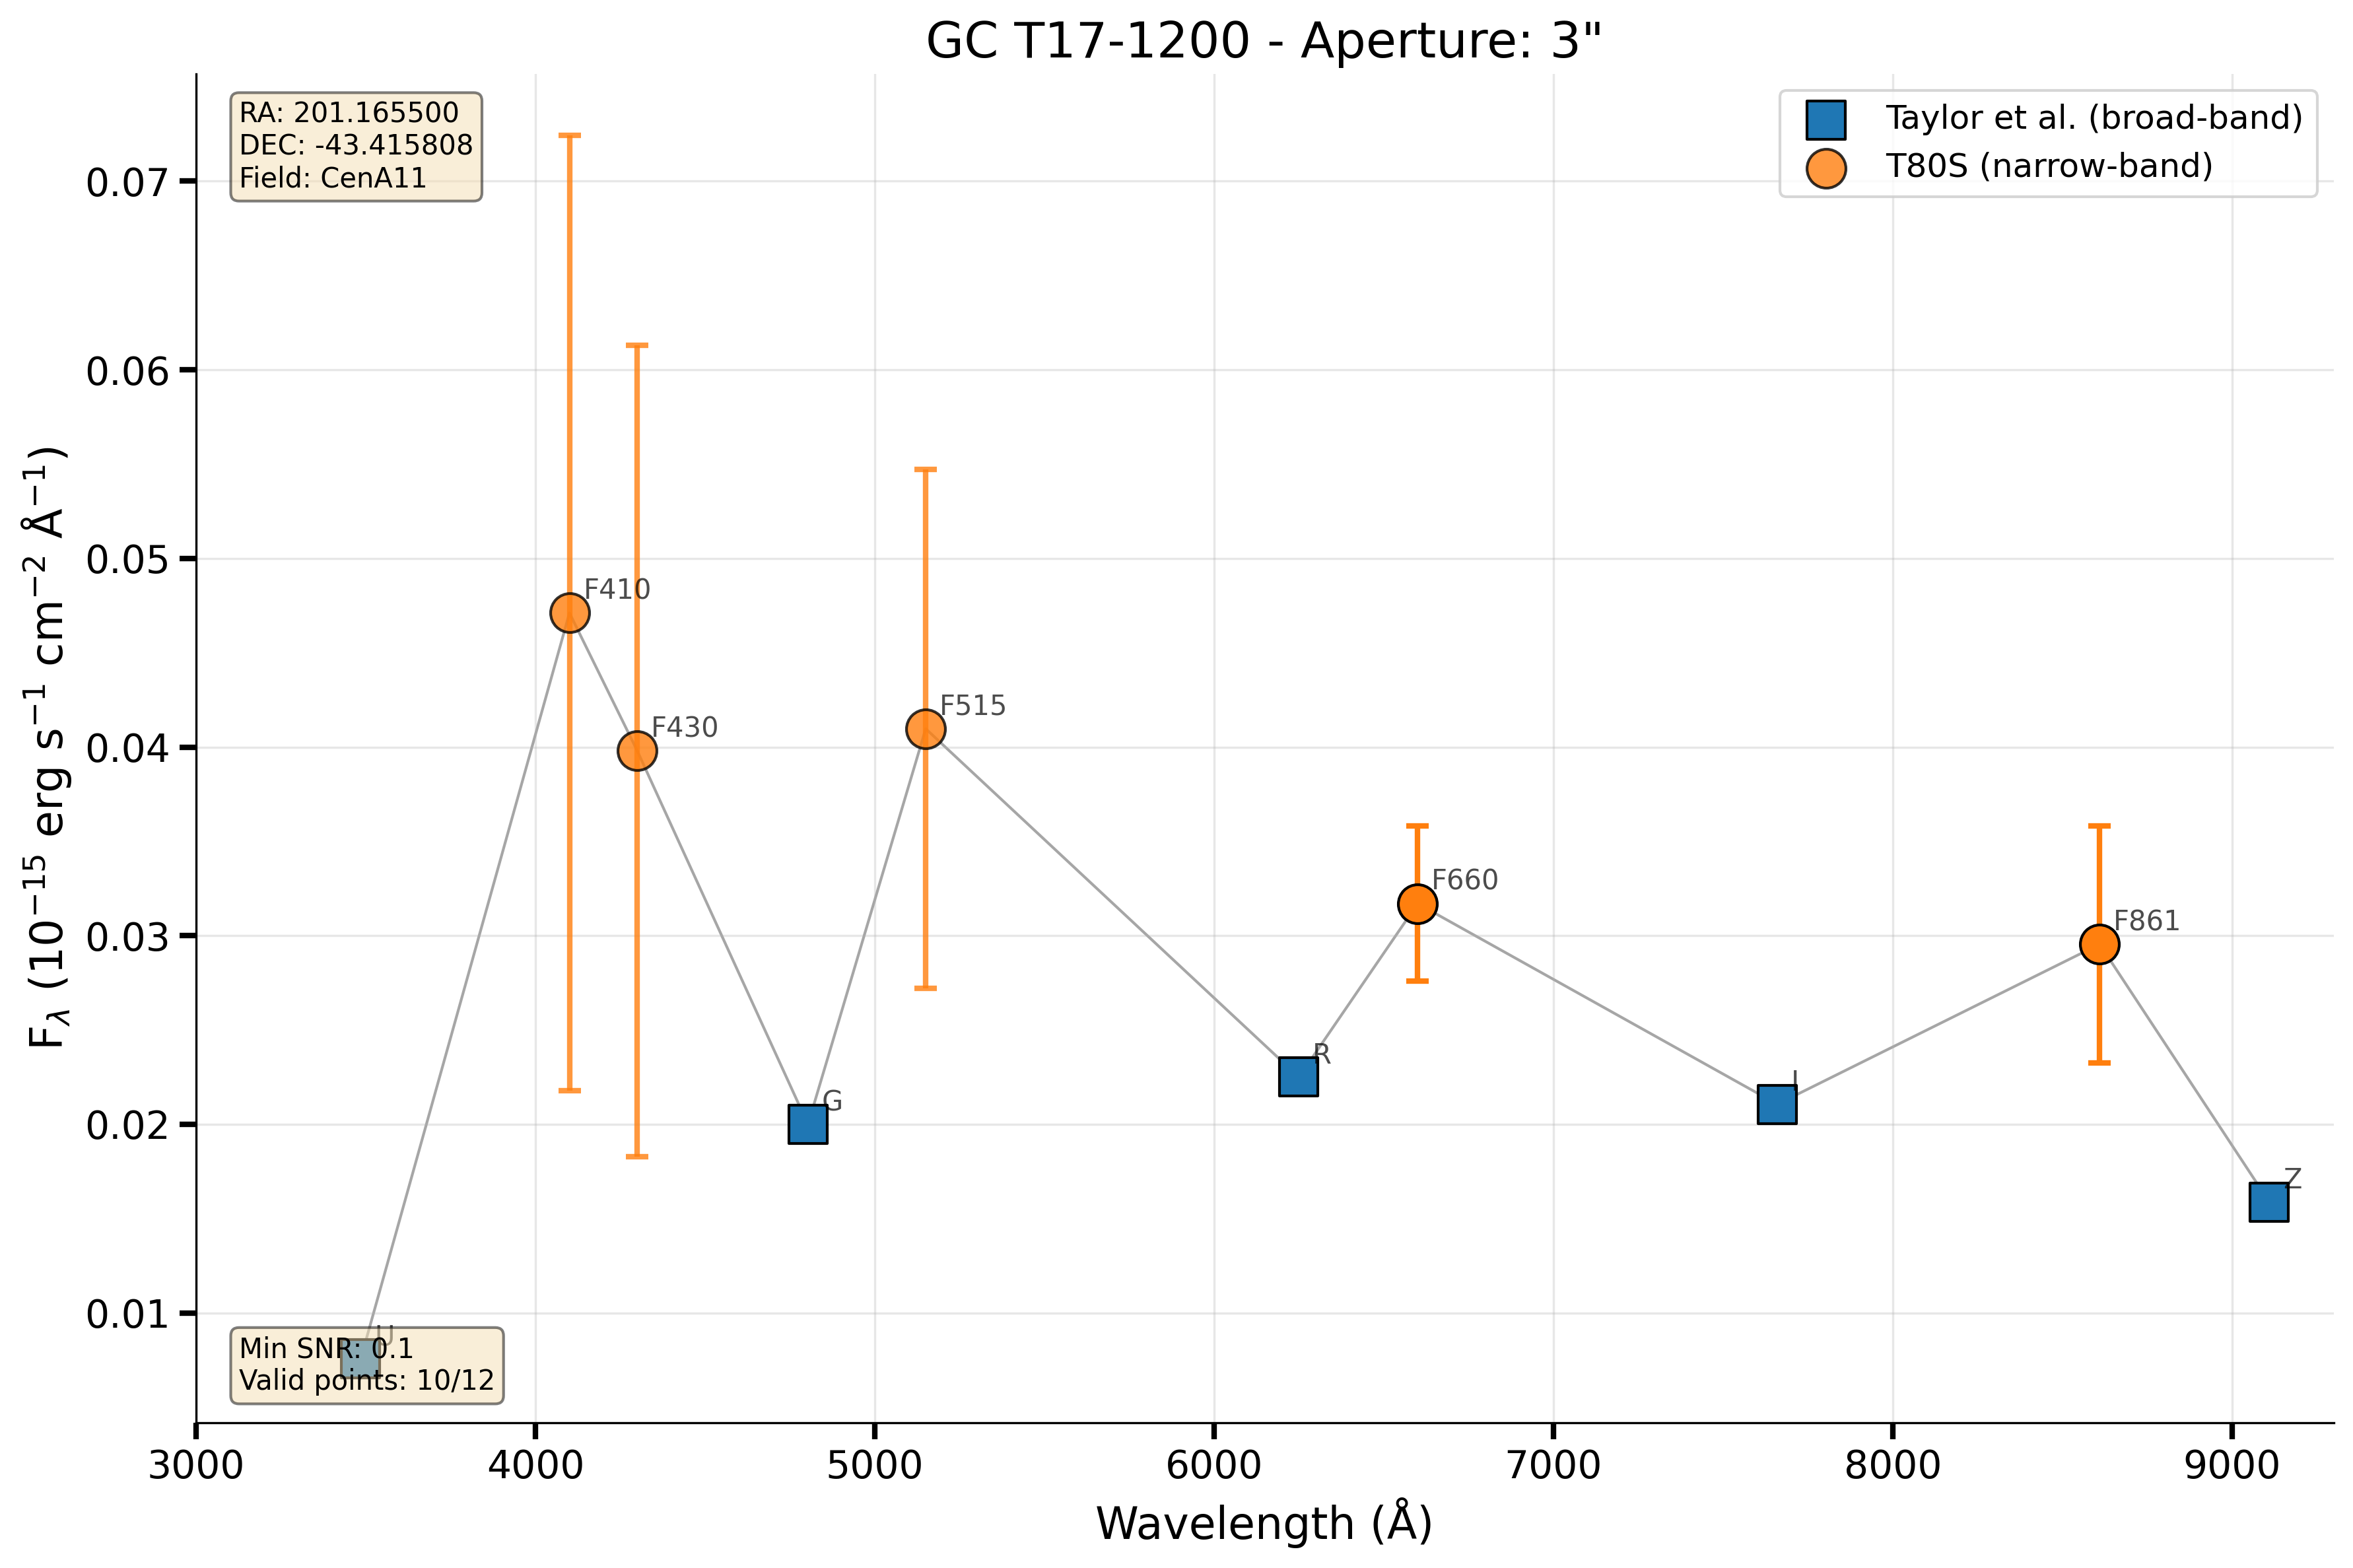 GC T17-1200 - Aperture: 3"
RA: 201.165500
DEC: -43.415808
Field: CenA11
Taylor et al. (broad-band)
T80S (narrow-band)
0.07
0.06
0.05
0.04
0.03
0.02
0.01
F410
F430
F515
F660
F861
G
R
I
Z
U
Min SNR: 0.1
Valid points: 10/12
3000 4000 5000 6000 7000 8000 9000
Wavelength (Å)
Fλ (10⁻¹⁵ erg s⁻¹ cm⁻² Å⁻¹)